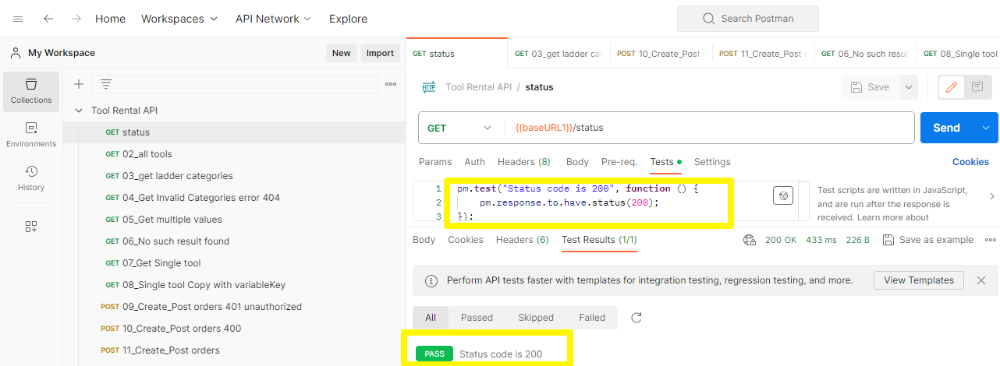 Home Workspaces API Network Explore Search Postman
My Workspace New Import
GET status GET 03_get ladder cat POST 10_Create_Post POST 11_Create_Post GET 06_No such resul GET 08_Single tool
Collections
Environments
History
Tool Rental API
GET status
GET 02_all tools
GET 03_get ladder categories
GET 04_Get Invalid Categories error 404
GET 05_Get multiple values
GET 06_No such result found
GET 07_Get Single tool
GET 08_Single tool Copy with variableKey
POST 09_Create_Post orders 401 unauthorized
POST 10_Create_Post orders 400
POST 11_Create_Post orders
HTTP Tool Rental API / status Save
GET {{baseURL1}}/status Send
Params Auth Headers (8) Body Pre-req. Tests Settings Cookies
1 pm.test("Status code is 200", function () {
2 pm.response.to.have.status(200);
3 });
Test scripts are written in JavaScript,
and are run after the response is
received. Learn more about
Body Cookies Headers (6) Test Results (1/1) 200 OK 433 ms 226 B Save as example
Perform API tests faster with templates for integration testing, regression testing, and more. View Templates
All Passed Skipped Failed
PASS Status code is 200